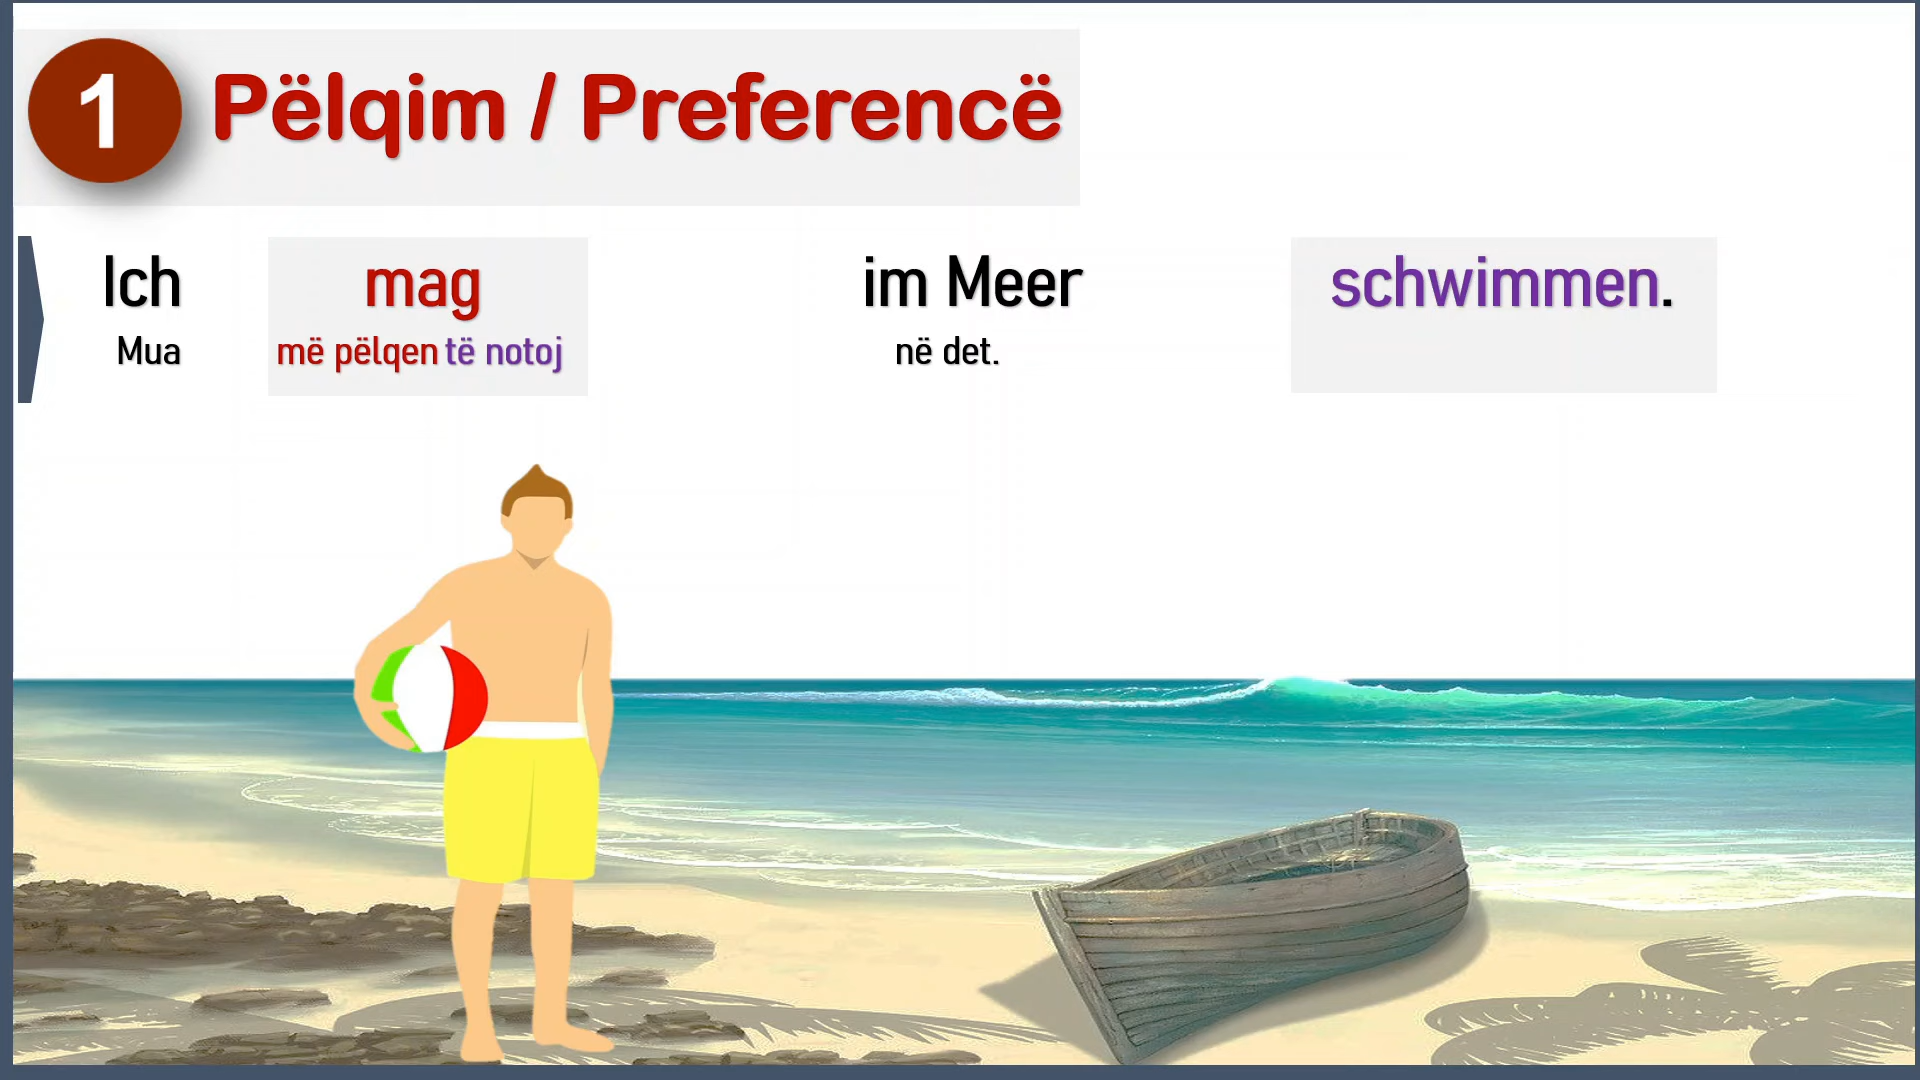 1 Pëlqim / Preferencë
Ich mag im Meer schwimmen.
Mua më pëlqen të notoj në det.